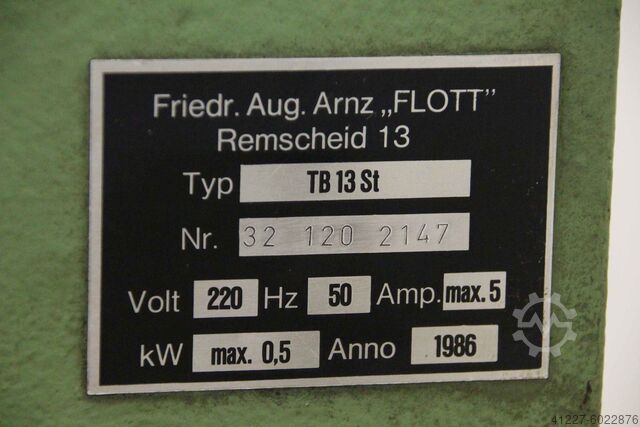 Friedr. Aug. Arnz „FLOTT"
Remscheid 13
Typ TB 13 St
Nr. 32 120 2147
Volt 220 Hz 50 Amp. max. 5
kW max. 0,5 Anno 1986
41227-6022876